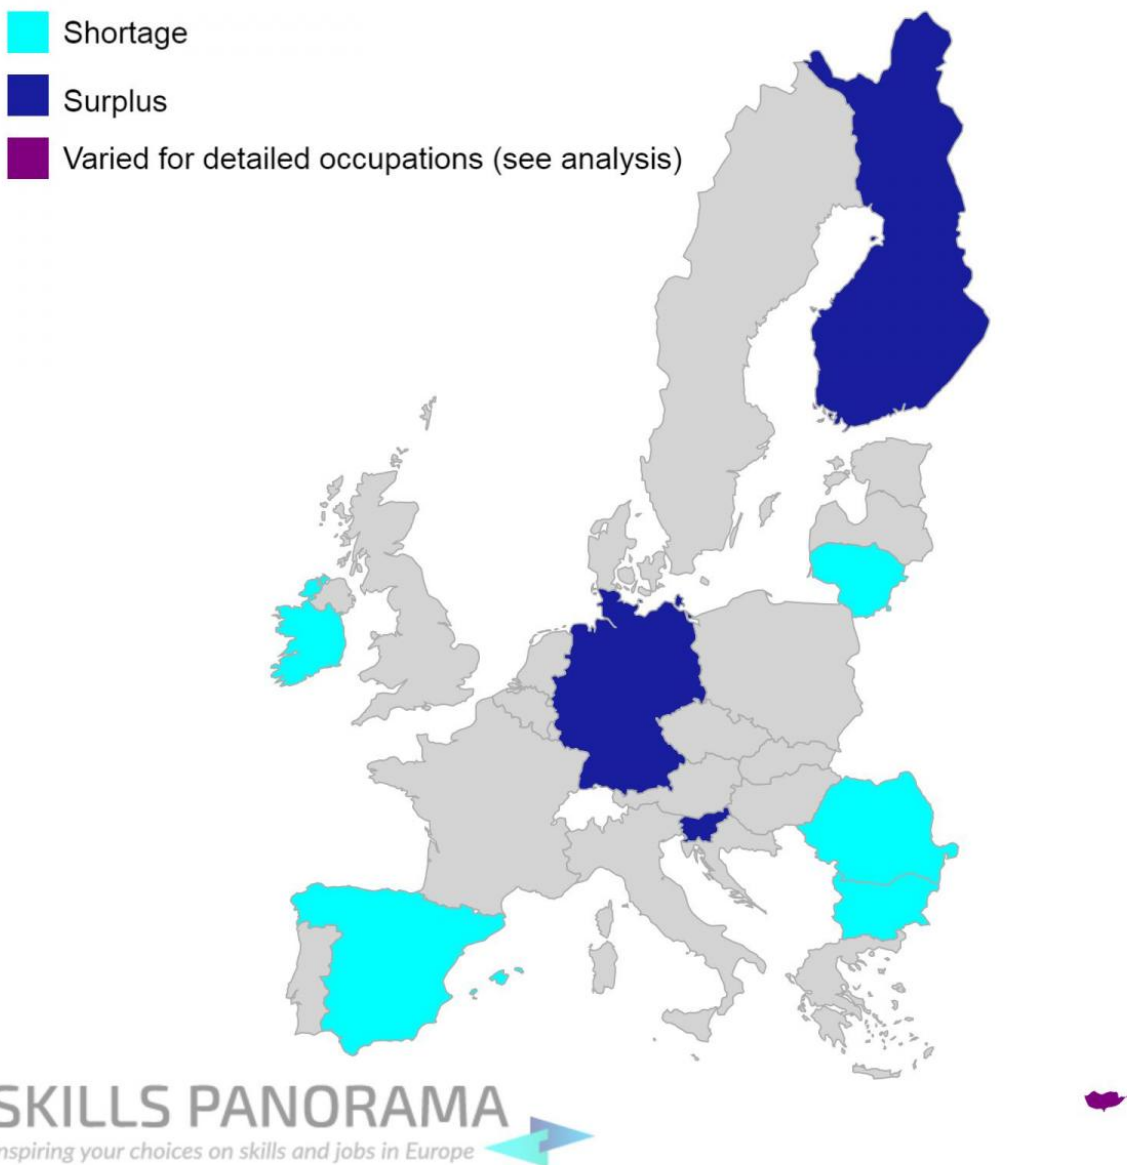 Shortage
Surplus
Varied for detailed occupations (see analysis)
SKILLS PANORAMA
nspiring your choices on skills and jobs in Europe